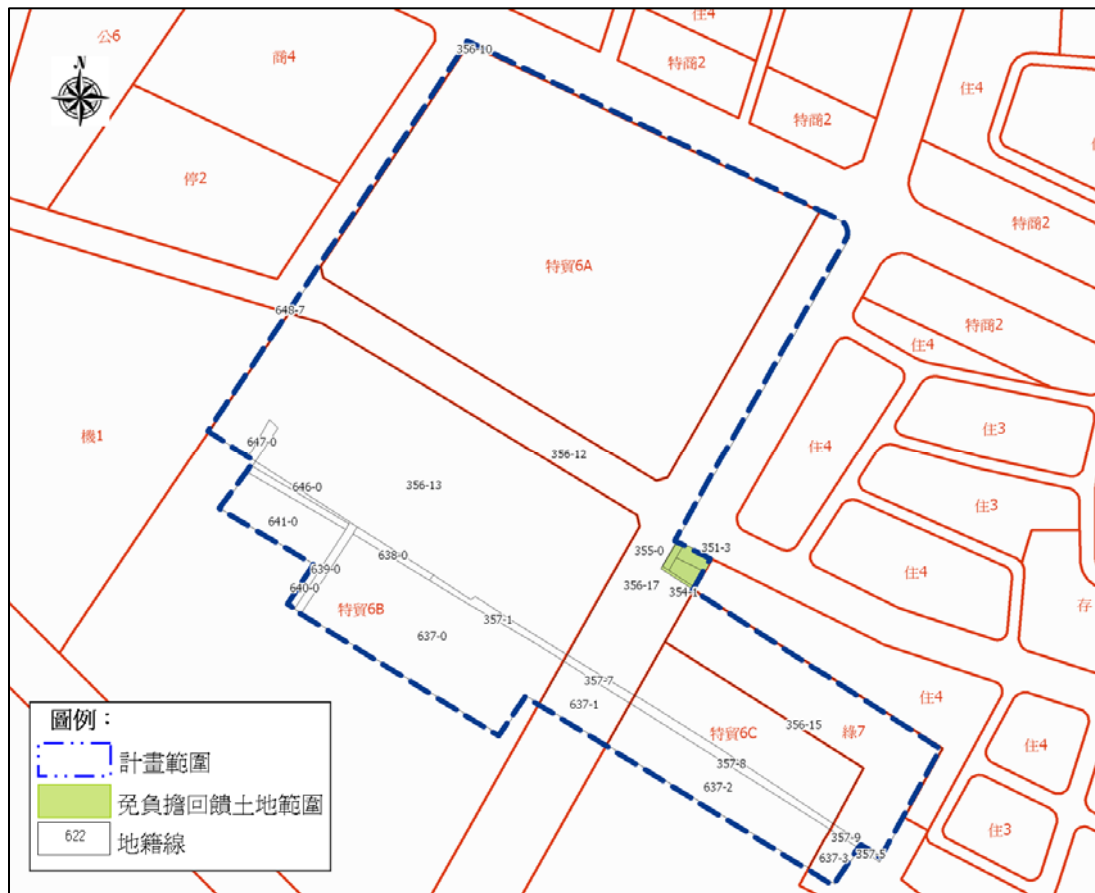 公6
商4
住4
356-10
特商2
N
特商2
住4
停2
特商2
特貿6A
648-7
特商2
住4
機1
住4
住3
647-0
356-12
646-0
356-13
641-0
住3
638-0
355-0
351-3
639-0
640-0
356-17
354-1
住4
存
特貿6B
637-0
357-1
357-7
637-1
住4
356-15
綠7
特貿6C
357-8
637-2
住4
住3
357-9
357-5
637-3
圖例：
計畫範圍
免負擔回饋土地範圍
622
地籍線